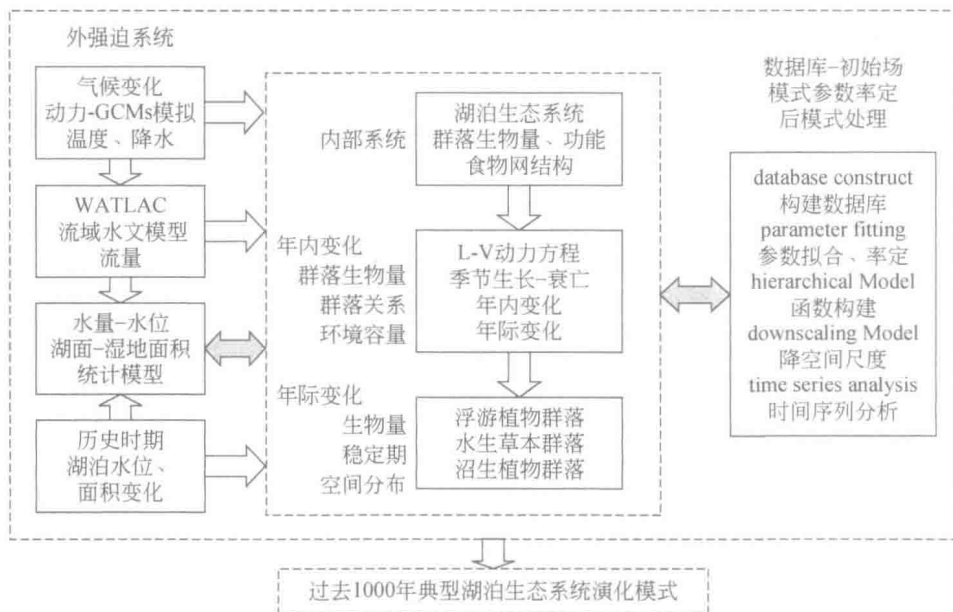 外强迫系统
气候变化
动力-GCMs模拟
温度、降水
WATLAC
流域水文模型
流量
水量-水位
湖面-湿地面积
统计模型
历史时期
湖泊水位、
面积变化
内部系统
湖泊生态系统
群落生物量、功能
食物网结构
年内变化
群落生物量
群落关系
环境容量
L-V动力方程
季节生长-衰亡
年内变化
年际变化
年际变化
生物量
稳定期
空间分布
浮游植物群落
水生草本群落
沼生植物群落
数据库-初始场
模式参数率定
后模式处理
database construct
构建数据库
parameter fitting
参数拟合、率定
hierarchical Model
函数构建
downscaling Model
降空间尺度
time series analysis
时间序列分析
过去1000年典型湖泊生态系统演化模式